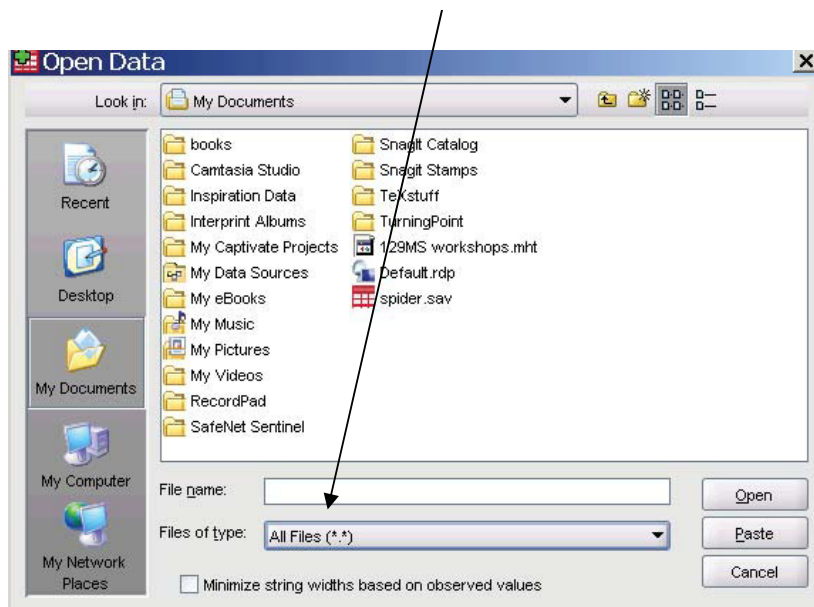 Open Data
Look in: My Documents
Recent
Desktop
My Documents
My Computer
My Network
Places
books
Camtasia Studio
Inspiration Data
Interprint Albums
My Captivate Projects
My Data Sources
My eBooks
My Music
My Pictures
My Videos
RecordPad
SafeNet Sentinel
SnagIt Catalog
Snagit Stamps
TeXstuff
TurningPoint
129MS workshops.mht
Default.rdp
spider.sav
File name:
Open
Files of type: All Files (*.*)
Paste
Minimize string widths based on observed values
Cancel